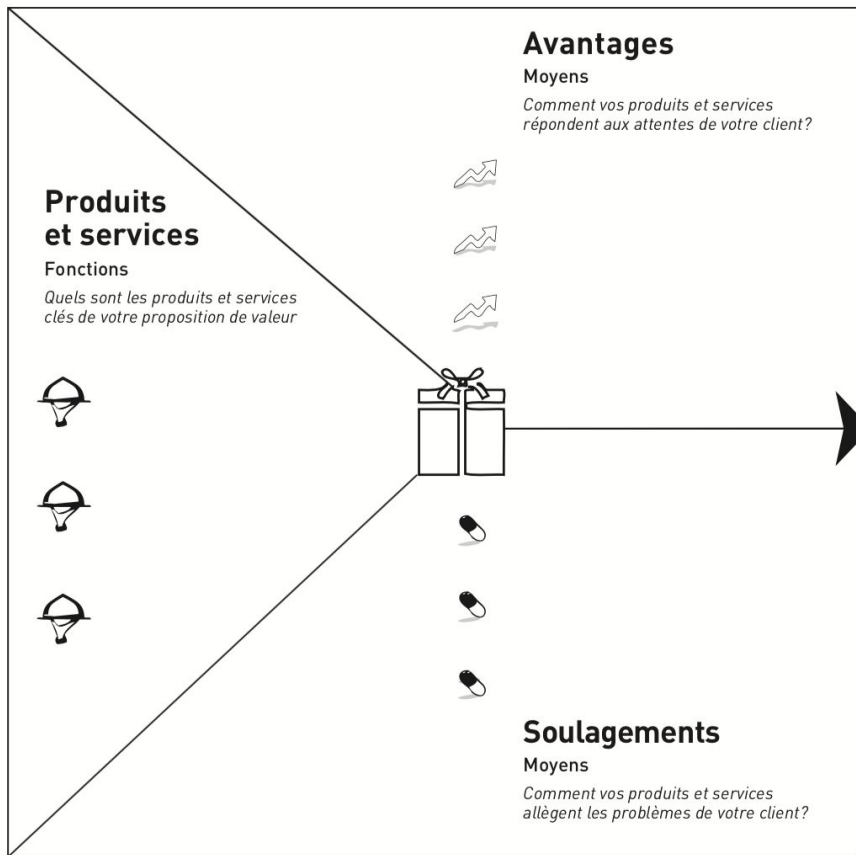 Avantages
Moyens
Comment vos produits et services
répondent aux attentes de votre client?
Produits
et services
Fonctions
Quels sont les produits et services
clés de votre proposition de valeur
Soulagements
Moyens
Comment vos produits et services
allègent les problèmes de votre client?